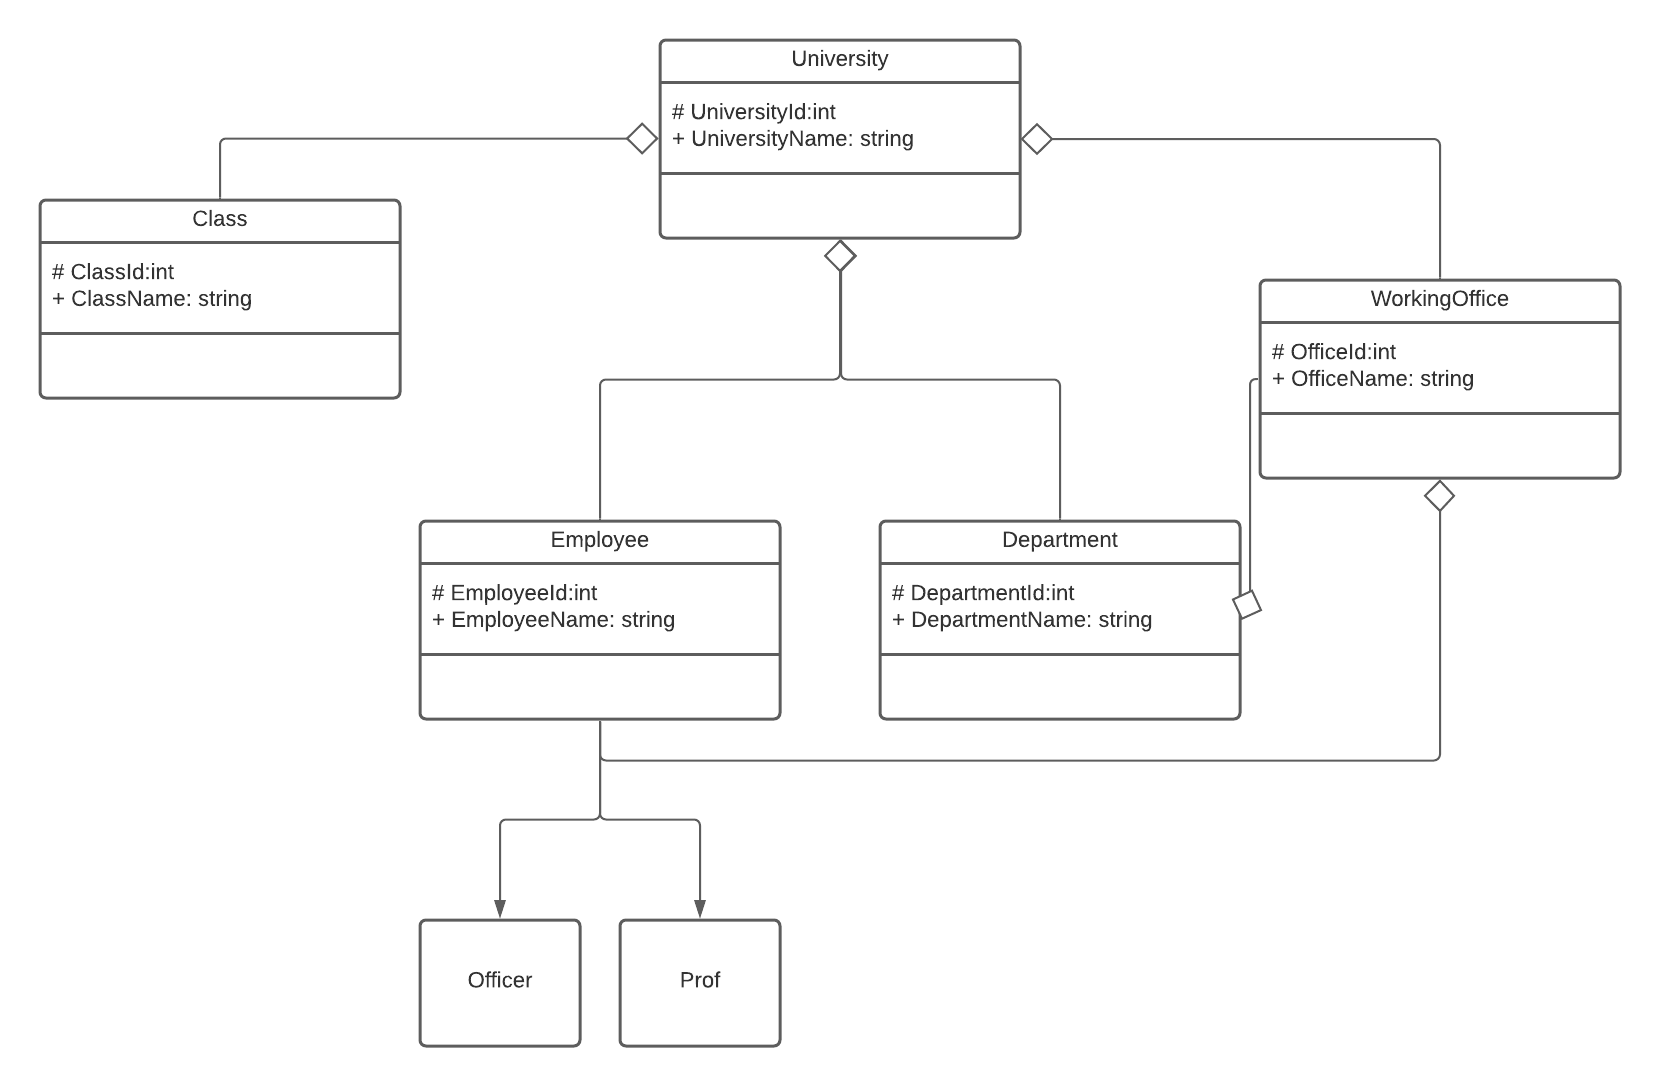 University
# UniversityId:int
+ UniversityName: string
Class
# ClassId:int
+ ClassName: string
WorkingOffice
# OfficeId:int
+ OfficeName: string
Employee
# EmployeeId:int
+ EmployeeName: string
Department
# DepartmentId:int
+ DepartmentName: string
Officer
Prof